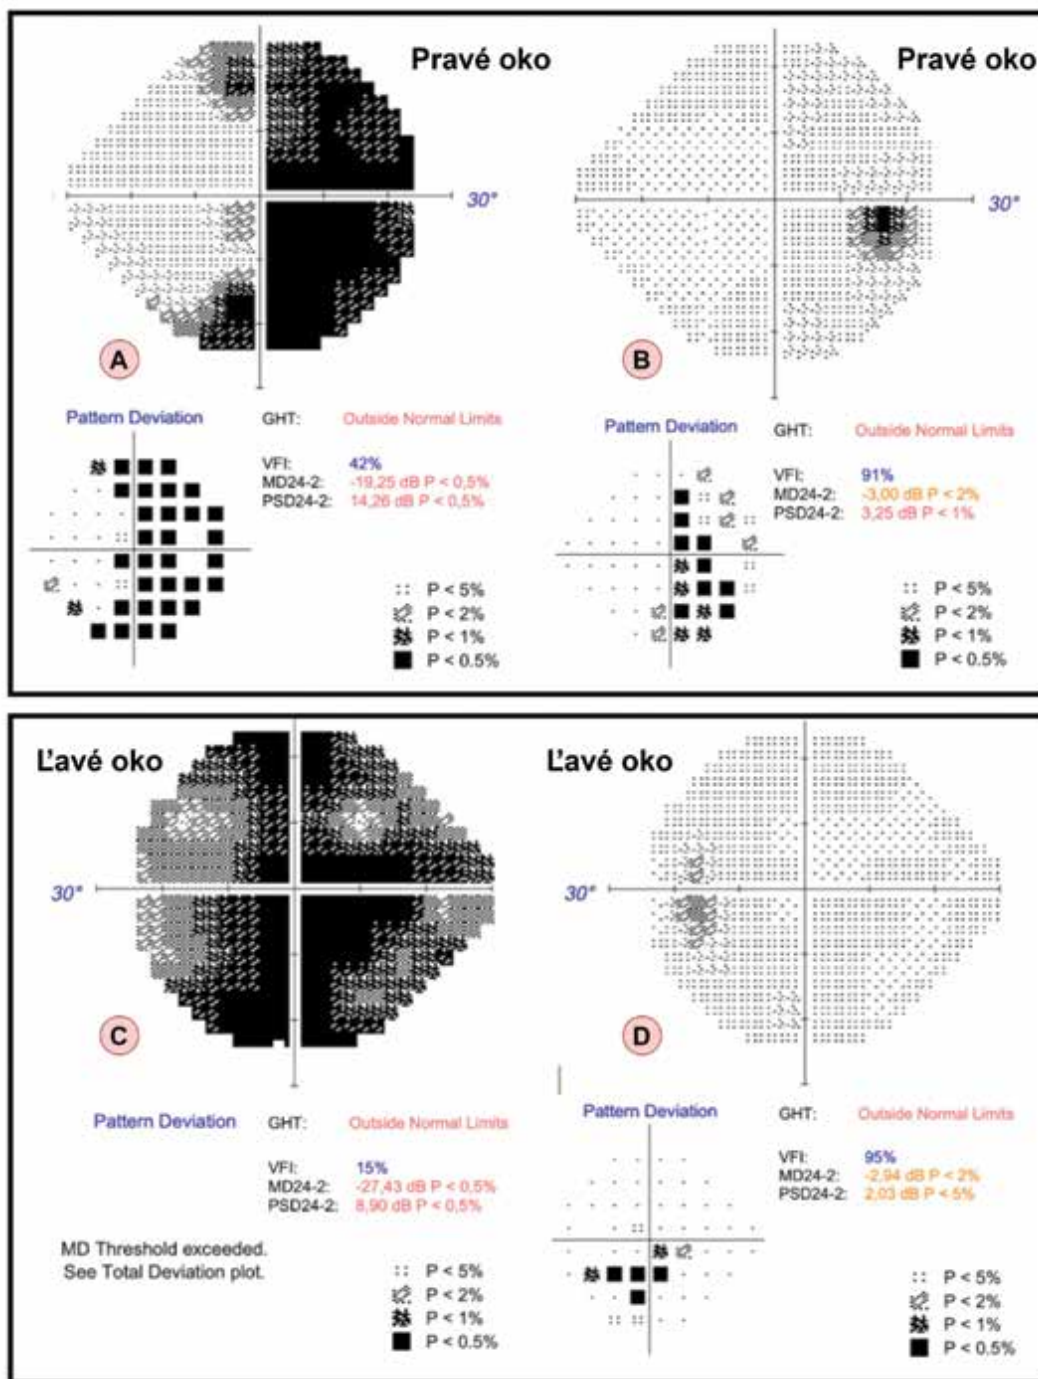 Pravé oko
30°
A
Pattern Deviation
GHT: Outside Normal Limits
VFI: 42%
MD24-2: -19,25 dB P < 0,5%
PSD24-2: 14,26 dB P < 0,5%
:: P < 5%
P < 2%
P < 1%
P < 0.5%
Pravé oko
30°
B
Pattern Deviation
GHT: Outside Normal Limits
VFI: 91%
MD24-2: -3,00 dB P < 2%
PSD24-2: 3,25 dB P < 1%
:: P < 5%
P < 2%
P < 1%
P < 0.5%
Ľavé oko
30°
C
Pattern Deviation
GHT: Outside Normal Limits
VFI: 15%
MD24-2: -27,43 dB P < 0,5%
PSD24-2: 8,90 dB P < 0,5%
MD Threshold exceeded.
See Total Deviation plot.
:: P < 5%
P < 2%
P < 1%
P < 0.5%
Ľavé oko
30°
D
Pattern Deviation
GHT: Outside Normal Limits
VFI: 95%
MD24-2: -2,94 dB P < 2%
PSD24-2: 2,03 dB P < 5%
:: P < 5%
P < 2%
P < 1%
P < 0.5%